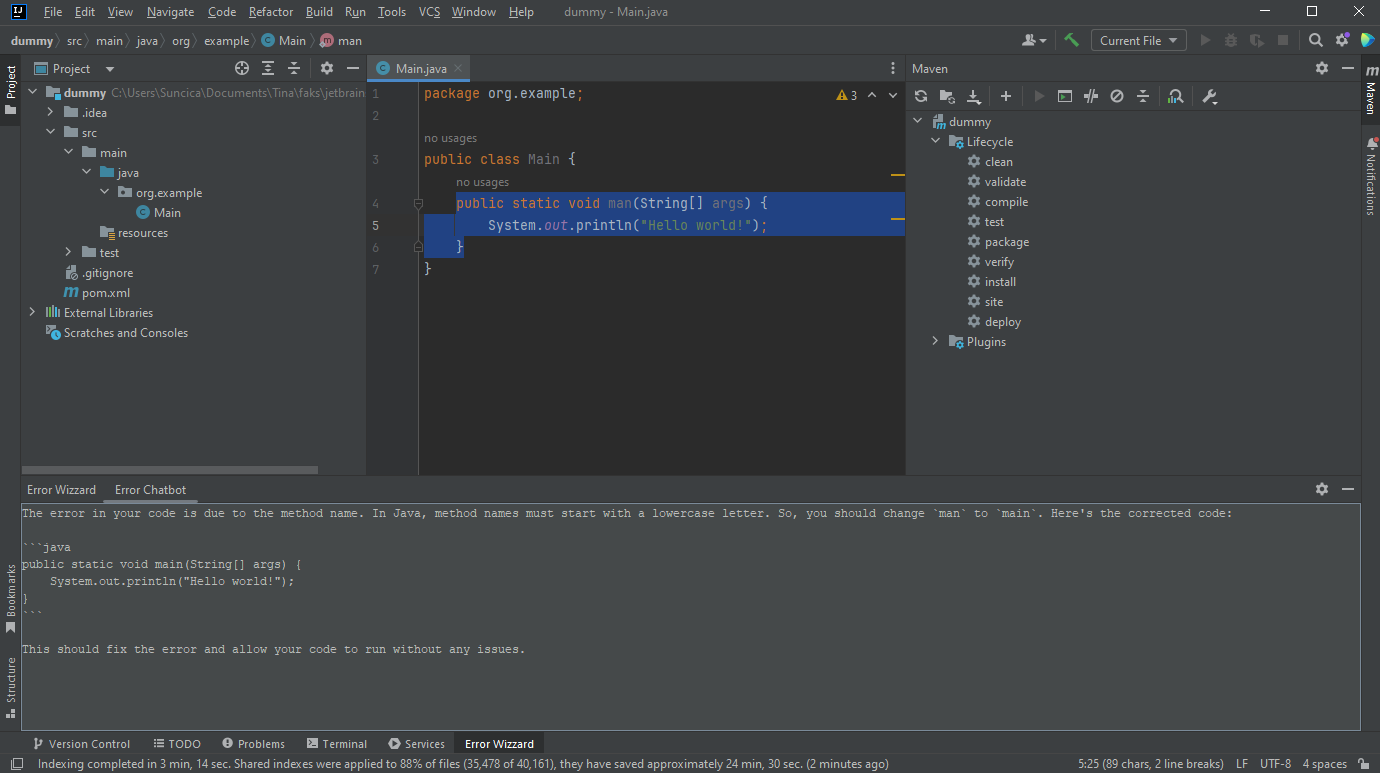 File Edit View Navigate Code Refactor Build Run Tools VCS Window Help dummy - Main.java
dummy src main java org example Main man
Current File
Project
Project
dummy C:\Users\Suncica\Documents\Tina\faks\jetbrain
.idea
src
main
java
org.example
Main
resources
test
.gitignore
pom.xml
External Libraries
Scratches and Consoles
Main.java
3
1 package org.example;
2
no usages
3 public class Main {
no usages
4 public static void man(String[] args) {
5 System.out.println("Hello world!");
6 }
7 }
Maven
dummy
Lifecycle
clean
validate
compile
test
package
verify
install
site
deploy
Plugins
Maven
Notifications
Error Wizzard Error Chatbot
The error in your code is due to the method name. In Java, method names must start with a lowercase letter. So, you should change `man` to `main`. Here's the corrected code:
```java
public static void main(String[] args) {
System.out.println("Hello world!");
}
```
This should fix the error and allow your code to run without any issues.
Bookmarks
Structure
Version Control TODO Problems Terminal Services Error Wizzard
Indexing completed in 3 min, 14 sec. Shared indexes were applied to 88% of files (35,478 of 40,161), they have saved approximately 24 min, 30 sec. (2 minutes ago) 5:25 (89 chars, 2 line breaks) LF UTF-8 4 spaces